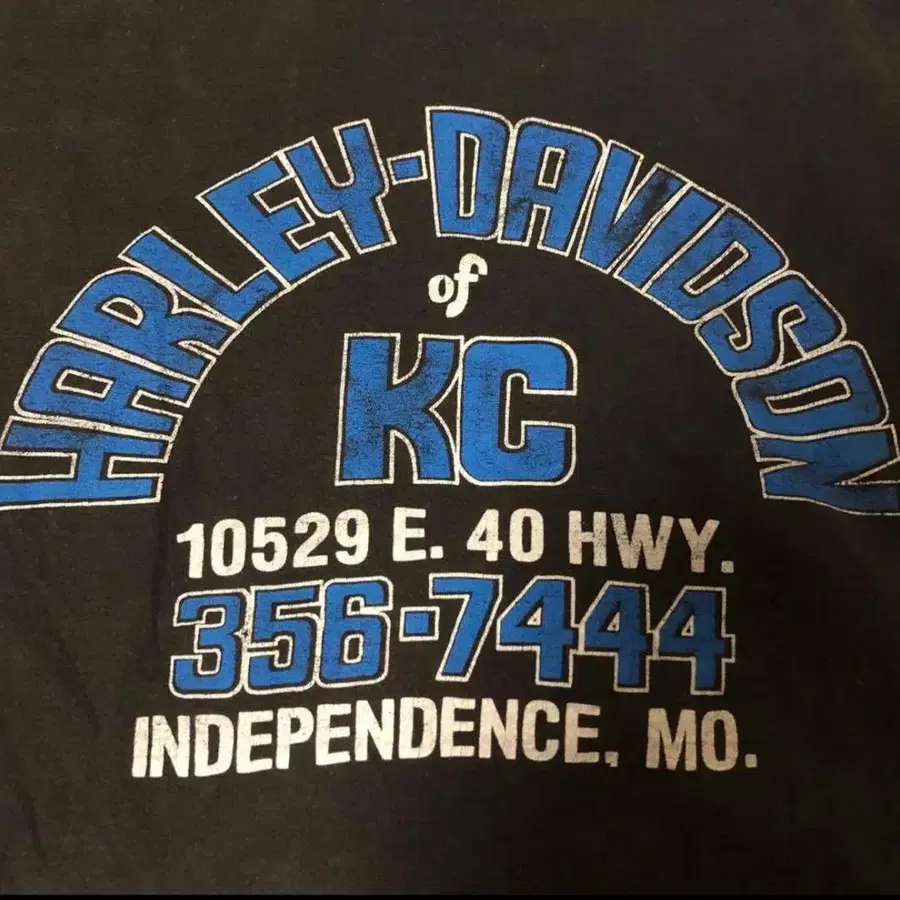 HARLEY-DAVIDSON
of
KC
10529 E. 40 HWY.
356-7444
INDEPENDENCE, MO.